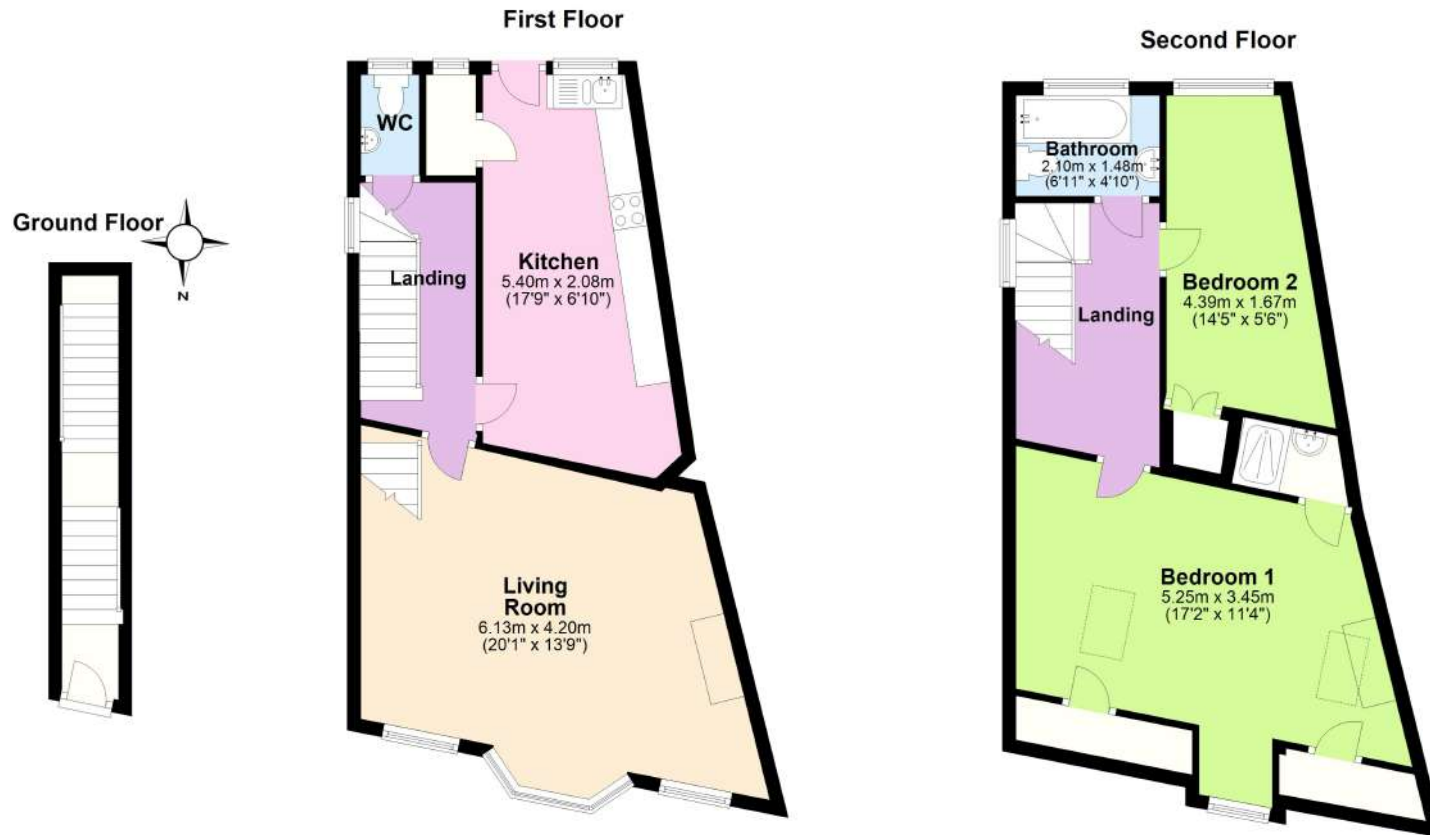 First Floor
Second Floor
Ground Floor
N
WC
Landing
Kitchen
5.40m x 2.08m
(17'9" x 6'10")
Living
Room
6.13m x 4.20m
(20'1" x 13'9")
Bathroom
2.10m x 1.48m
(6'11" x 4'10")
Bedroom 2
4.39m x 1.67m
(14'5" x 5'6")
Landing
Bedroom 1
5.25m x 3.45m
(17'2" x 11'4")